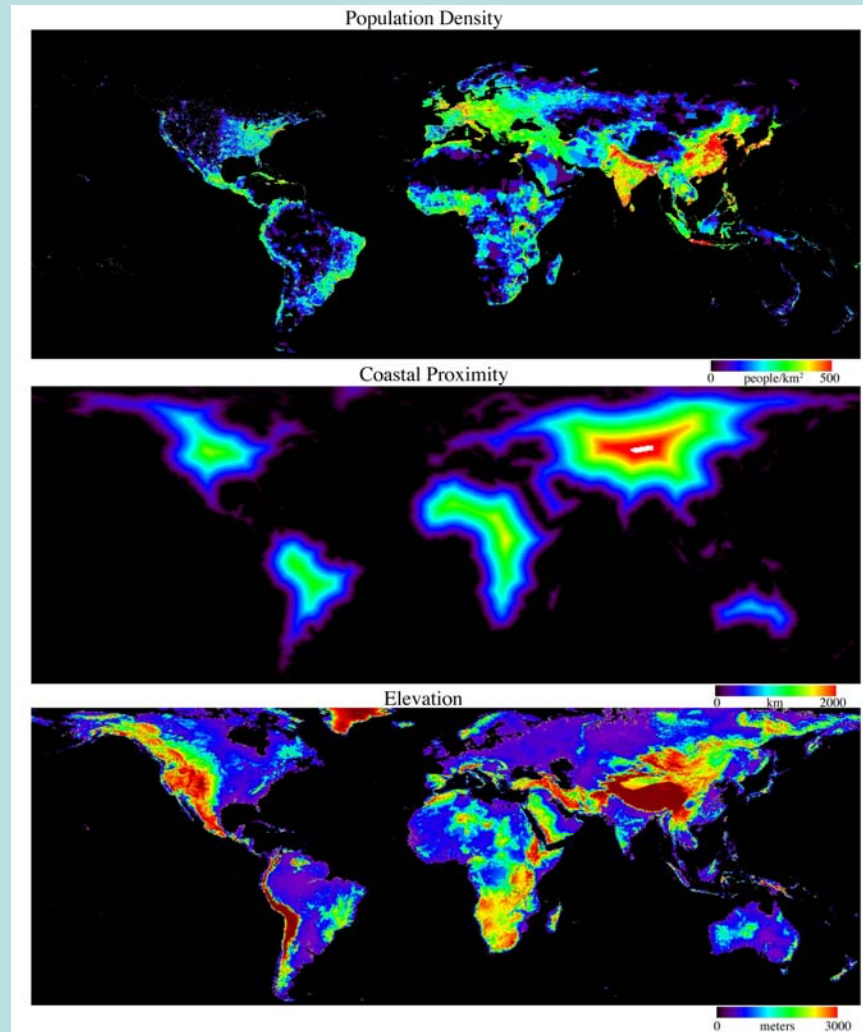 Population Density
0 people/km² 500
Coastal Proximity
0 km 2000
Elevation
0 meters 3000